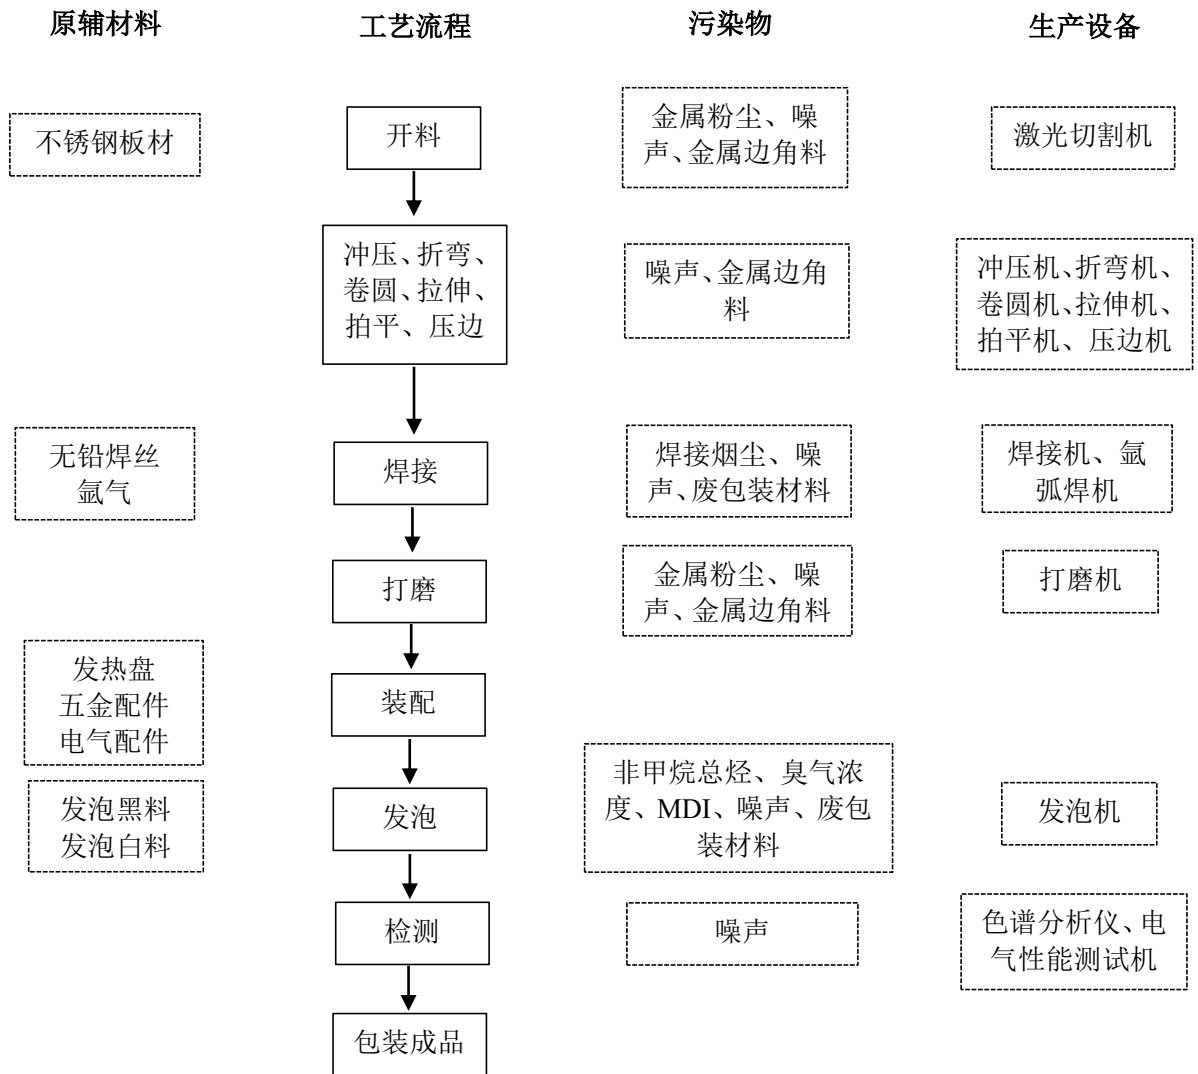 原辅材料
工艺流程
污染物
生产设备
不锈钢板材
开料
金属粉尘、噪
声、金属边角料
激光切割机
冲压、折弯、
卷圆、拉伸、
拍平、压边
噪声、金属边角
料
冲压机、折弯机、
卷圆机、拉伸机、
拍平机、压边机
无铅焊丝
氩气
焊接
焊接烟尘、噪
声、废包装材料
焊接机、氩
弧焊机
打磨
金属粉尘、噪
声、金属边角料
打磨机
发热盘
五金配件
电气配件
装配
发泡黑料
发泡白料
发泡
非甲烷总烃、臭气浓
度、MDI、噪声、废包
装材料
发泡机
检测
噪声
色谱分析仪、电
气性能测试机
包装成品